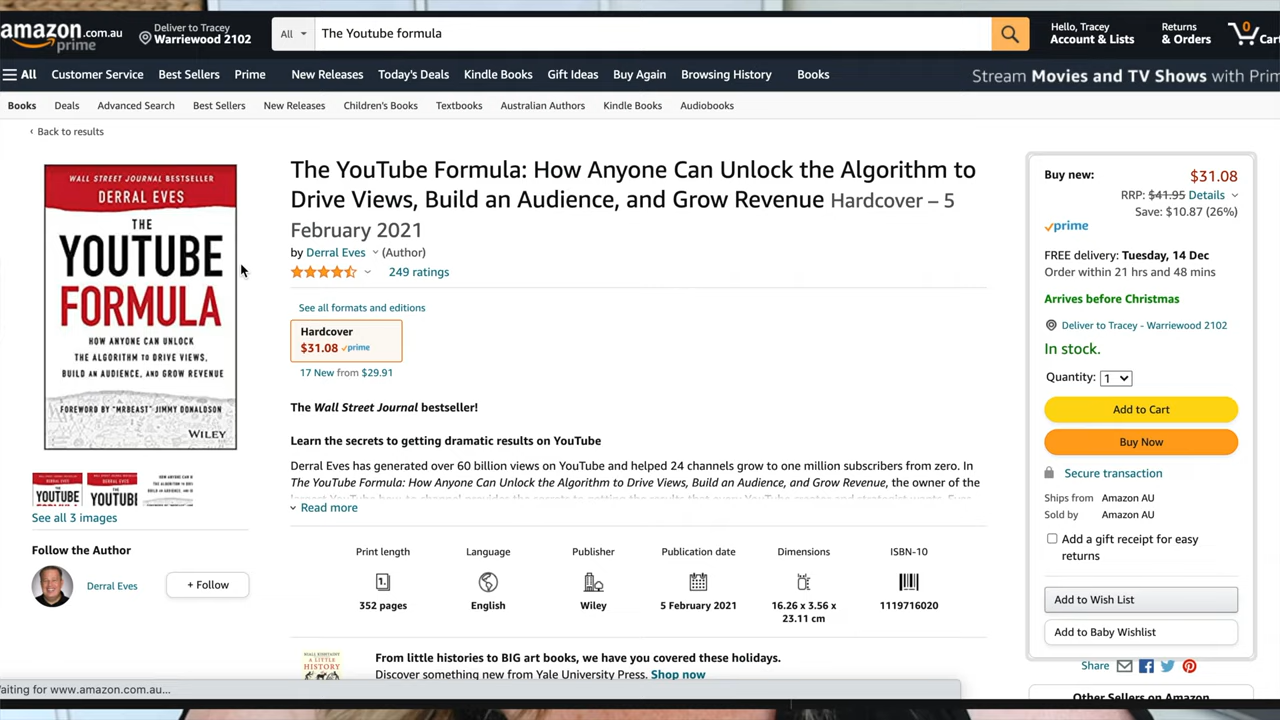 amazon.com.au
prime
Deliver to Tracey
Warriewood 2102
All
The Youtube formula
Hello, Tracey
Account & Lists
Returns
& Orders
0
Cart
All
Customer Service
Best Sellers
Prime
New Releases
Today's Deals
Kindle Books
Gift Ideas
Buy Again
Browsing History
Books
Stream Movies and TV Shows with Prim
Books
Deals
Advanced Search
Best Sellers
New Releases
Children's Books
Textbooks
Australian Authors
Kindle Books
Audiobooks
‹ Back to results
WALL STREET JOURNAL BESTSELLER
DERRAL EVES
THE
YOUTUBE
FORMULA
HOW ANYONE CAN UNLOCK
THE ALGORITHM TO DRIVE VIEWS,
BUILD AN AUDIENCE, AND GROW REVENUE
FOREWORD BY "MRBEAST" JIMMY DONALDSON
WILEY
See all 3 images
Follow the Author
Derral Eves
+ Follow
The YouTube Formula: How Anyone Can Unlock the Algorithm to
Drive Views, Build an Audience, and Grow Revenue Hardcover – 5
February 2021
by Derral Eves (Author)
249 ratings
See all formats and editions
Hardcover
$31.08 prime
17 New from $29.91
The Wall Street Journal bestseller!
Learn the secrets to getting dramatic results on YouTube
Derral Eves has generated over 60 billion views on YouTube and helped 24 channels grow to one million subscribers from zero. In
The YouTube Formula: How Anyone Can Unlock the Algorithm to Drive Views, Build an Audience, and Grow Revenue, the owner of the
Read more
Print length
Language
Publisher
Publication date
Dimensions
ISBN-10
1.
352 pages
English
Wiley
5 February 2021
16.26 x 3.56 x
23.11 cm
1119716020
A LITTLE
HISTORY
From little histories to BIG art books, we have you covered these holidays.
Discover something new from Yale University Press. Shop now
Buy new:
$31.08
RRP: $41.95 Details
Save: $10.87 (26%)
prime
FREE delivery: Tuesday, 14 Dec
Order within 21 hrs and 48 mins
Arrives before Christmas
Deliver to Tracey - Warriewood 2102
In stock.
Quantity: 1
Add to Cart
Buy Now
Secure transaction
Ships from Amazon AU
Sold by Amazon AU
Add a gift receipt for easy
returns
Add to Wish List
Add to Baby Wishlist
Share
Other Sellers on Amazon
aiting for www.amazon.com.au...